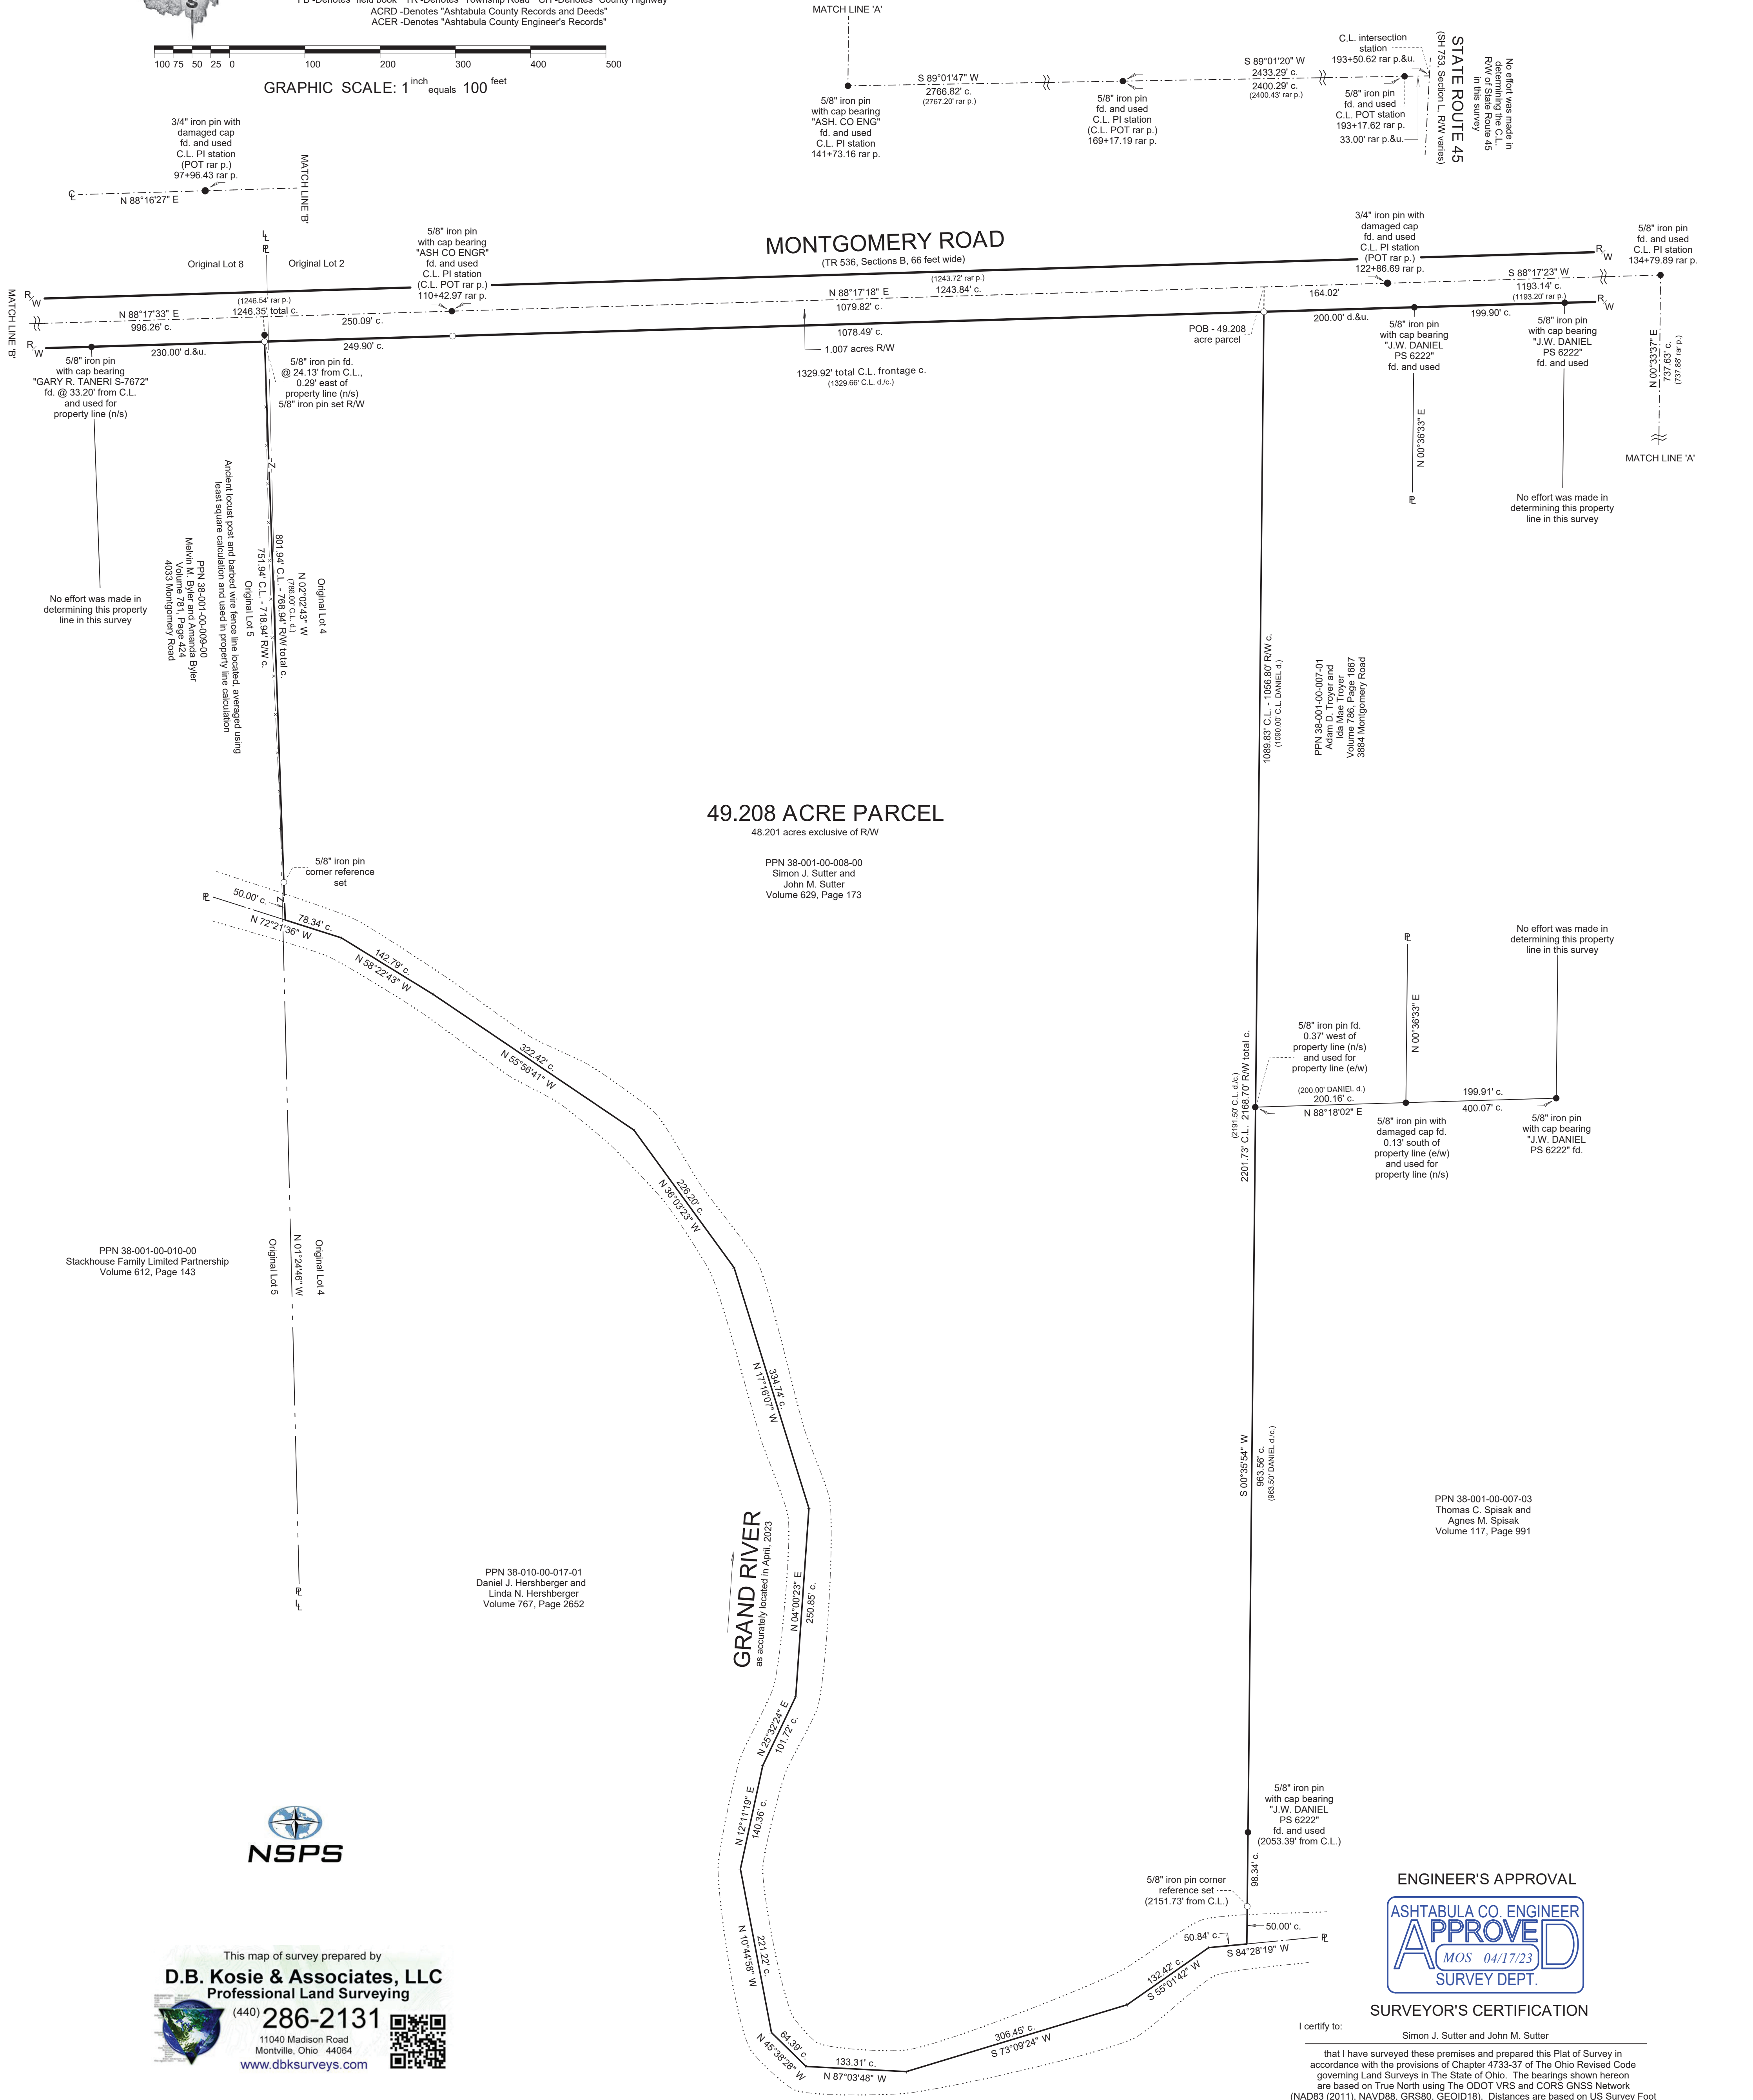 S
FB -Denotes "field book" TR -Denotes "Township Road" CH -Denotes "County Highway"
ACRD -Denotes "Ashtabula County Records and Deeds"
ACER -Denotes "Ashtabula County Engineer's Records"
100 75 50 25 0 100 200 300 400 500
GRAPHIC SCALE: 1 inch equals 100 feet
MATCH LINE 'A'
S 89°01'47" W
2766.82' c.
(2767.20' rar p.)
5/8" iron pin
with cap bearing
"ASH. CO ENG"
fd. and used
C.L. PI station
141+73.16 rar p.
5/8" iron pin
fd. and used
C.L. PI station
(C.L. POT rar p.)
169+17.19 rar p.
S 89°01'20" W
2433.29' c.
2400.29' c.
(2400.43' rar p.)
C.L. intersection
station
193+50.62 rar p.&u.
5/8" iron pin
fd. and used
C.L. POT station
193+17.62 rar p.
33.00' rar p.&u.
STATE ROUTE 45
(SH 753, Section L, R/W varies)
No effort was made in
determining the C.L.
R/W of State Route 45
in this survey
3/4" iron pin with
damaged cap
fd. and used
C.L. PI station
(POT rar p.)
97+96.43 rar p.
MATCH LINE 'B'
CL
N 88°16'27" E
LL
PL
Original Lot 8
Original Lot 2
5/8" iron pin
with cap bearing
"ASH CO ENGR"
fd. and used
C.L. PI station
(C.L. POT rar p.)
110+42.97 rar p.
MONTGOMERY ROAD
(TR 536, Sections B, 66 feet wide)
3/4" iron pin with
damaged cap
fd. and used
C.L. PI station
(POT rar p.)
122+86.69 rar p.
5/8" iron pin
fd. and used
C.L. PI station
134+79.89 rar p.
MATCH LINE 'B'
R/W
R/W
R/W
R/W
(1246.54' rar p.)
1246.35' total c.
N 88°17'33" E
996.26' c.
250.09' c.
(1243.72' rar p.)
N 88°17'18" E
1243.84' c.
1079.82' c.
164.02'
S 88°17'23" W
1193.14' c.
(1193.20' rar p.)
230.00' d.&u.
249.90' c.
1078.49' c.
1.007 acres R/W
1329.92' total C.L. frontage c.
(1329.66' C.L. d./c.)
POB - 49.208
acre parcel
200.00' d.&u.
199.90' c.
5/8" iron pin
with cap bearing
"GARY R. TANERI S-7672"
fd. @ 33.20' from C.L.
and used for
property line (n/s)
5/8" iron pin fd.
@ 24.13' from C.L.,
0.29' east of
property line (n/s)
5/8" iron pin set R/W
5/8" iron pin
with cap bearing
"J.W. DANIEL
PS 6222"
fd. and used
5/8" iron pin
with cap bearing
"J.W. DANIEL
PS 6222"
fd. and used
N 00°33'37" E
737.63' c.
(737.88' rar p.)
MATCH LINE 'A'
N 00°36'33" E
PL
No effort was made in
determining this property
line in this survey
No effort was made in
determining this property
line in this survey
Z
Original Lot 4
N 02°02'43" W
(786.00' C.L. d.)
801.94' C.L. - 768.94' R/W total c.
751.94' C.L. - 718.94' R/W c.
Original Lot 5
Ancient locust post and barbed wire fence line located, averaged using
least square calculation and used in property line calculation
PPN 38-001-00-009-00
Melvin M. Byler and Amanda Byler
Volume 781, Page 424
4033 Montgomery Road
1089.83' C.L. - 1056.80' R/W c.
(1090.00' C.L. DANIEL d.)
PPN 38-001-00-007-01
Adam D. Troyer and
Ida Mae Troyer
Volume 786, Page 1667
3884 Montgomery Road
49.208 ACRE PARCEL
48.201 acres exclusive of R/W
PPN 38-001-00-008-00
Simon J. Sutter and
John M. Sutter
Volume 629, Page 173
5/8" iron pin
corner reference
set
PL
50.00' c.
Z
78.34' c.
N 72°21'36" W
142.79' c.
N 58°22'43" W
322.42' c.
N 55°56'41" W
226.20' c.
N 36°03'23" W
334.74' c.
N 17°16'07" W
PL
N 00°36'33" E
No effort was made in
determining this property
line in this survey
5/8" iron pin fd.
0.37' west of
property line (n/s)
and used for
property line (e/w)
(200.00' DANIEL d.)
200.16' c.
N 88°18'02" E
199.91' c.
400.07' c.
5/8" iron pin with
damaged cap fd.
0.13' south of
property line (e/w)
and used for
property line (n/s)
5/8" iron pin
with cap bearing
"J.W. DANIEL
PS 6222" fd.
(2191.50' C.L. d./c.)
2201.73' C.L. 2168.70' R/W total c.
PPN 38-001-00-010-00
Stackhouse Family Limited Partnership
Volume 612, Page 143
Original Lot 4
N 01°24'46" W
Original Lot 5
PL
LL
PPN 38-010-00-017-01
Daniel J. Hershberger and
Linda N. Hershberger
Volume 767, Page 2652
GRAND RIVER
as accurately located in April, 2023
N 04°00'23" E
250.85' c.
S 00°35'54" W
963.56' c.
(963.50' DANIEL d./c.)
PPN 38-001-00-007-03
Thomas C. Spisak and
Agnes M. Spisak
Volume 117, Page 991
N 25°32'24" E
101.72' c.
N 12°11'19" E
140.36' c.
N 10°44'58" W
221.22' c.
N 45°38'28" W
64.39' c.
133.31' c.
N 87°03'48" W
306.45' c.
S 73°09'24" W
132.42' c.
S 55°01'42" W
50.84' c.
S 84°28'19" W
50.00' c.
PL
98.34' c.
5/8" iron pin
with cap bearing
"J.W. DANIEL
PS 6222"
fd. and used
(2053.39' from C.L.)
5/8" iron pin corner
reference set
(2151.73' from C.L.)
NSPS
This map of survey prepared by
D.B. Kosie & Associates, LLC
Professional Land Surveying
(440) 286-2131
11040 Madison Road
Montville, Ohio 44064
www.dbksurveys.com
ENGINEER'S APPROVAL
ASHTABULA CO. ENGINEER
APPROVED
MOS 04/17/23
SURVEY DEPT.
SURVEYOR'S CERTIFICATION
I certify to:
Simon J. Sutter and John M. Sutter
that I have surveyed these premises and prepared this Plat of Survey in
accordance with the provisions of Chapter 4733-37 of The Ohio Revised Code
governing Land Surveys in The State of Ohio. The bearings shown hereon
are based on True North using The ODOT VRS and CORS GNSS Network
(NAD83 (2011), NAVD88, GRS80, GEOID18). Distances are based on US Survey Foot